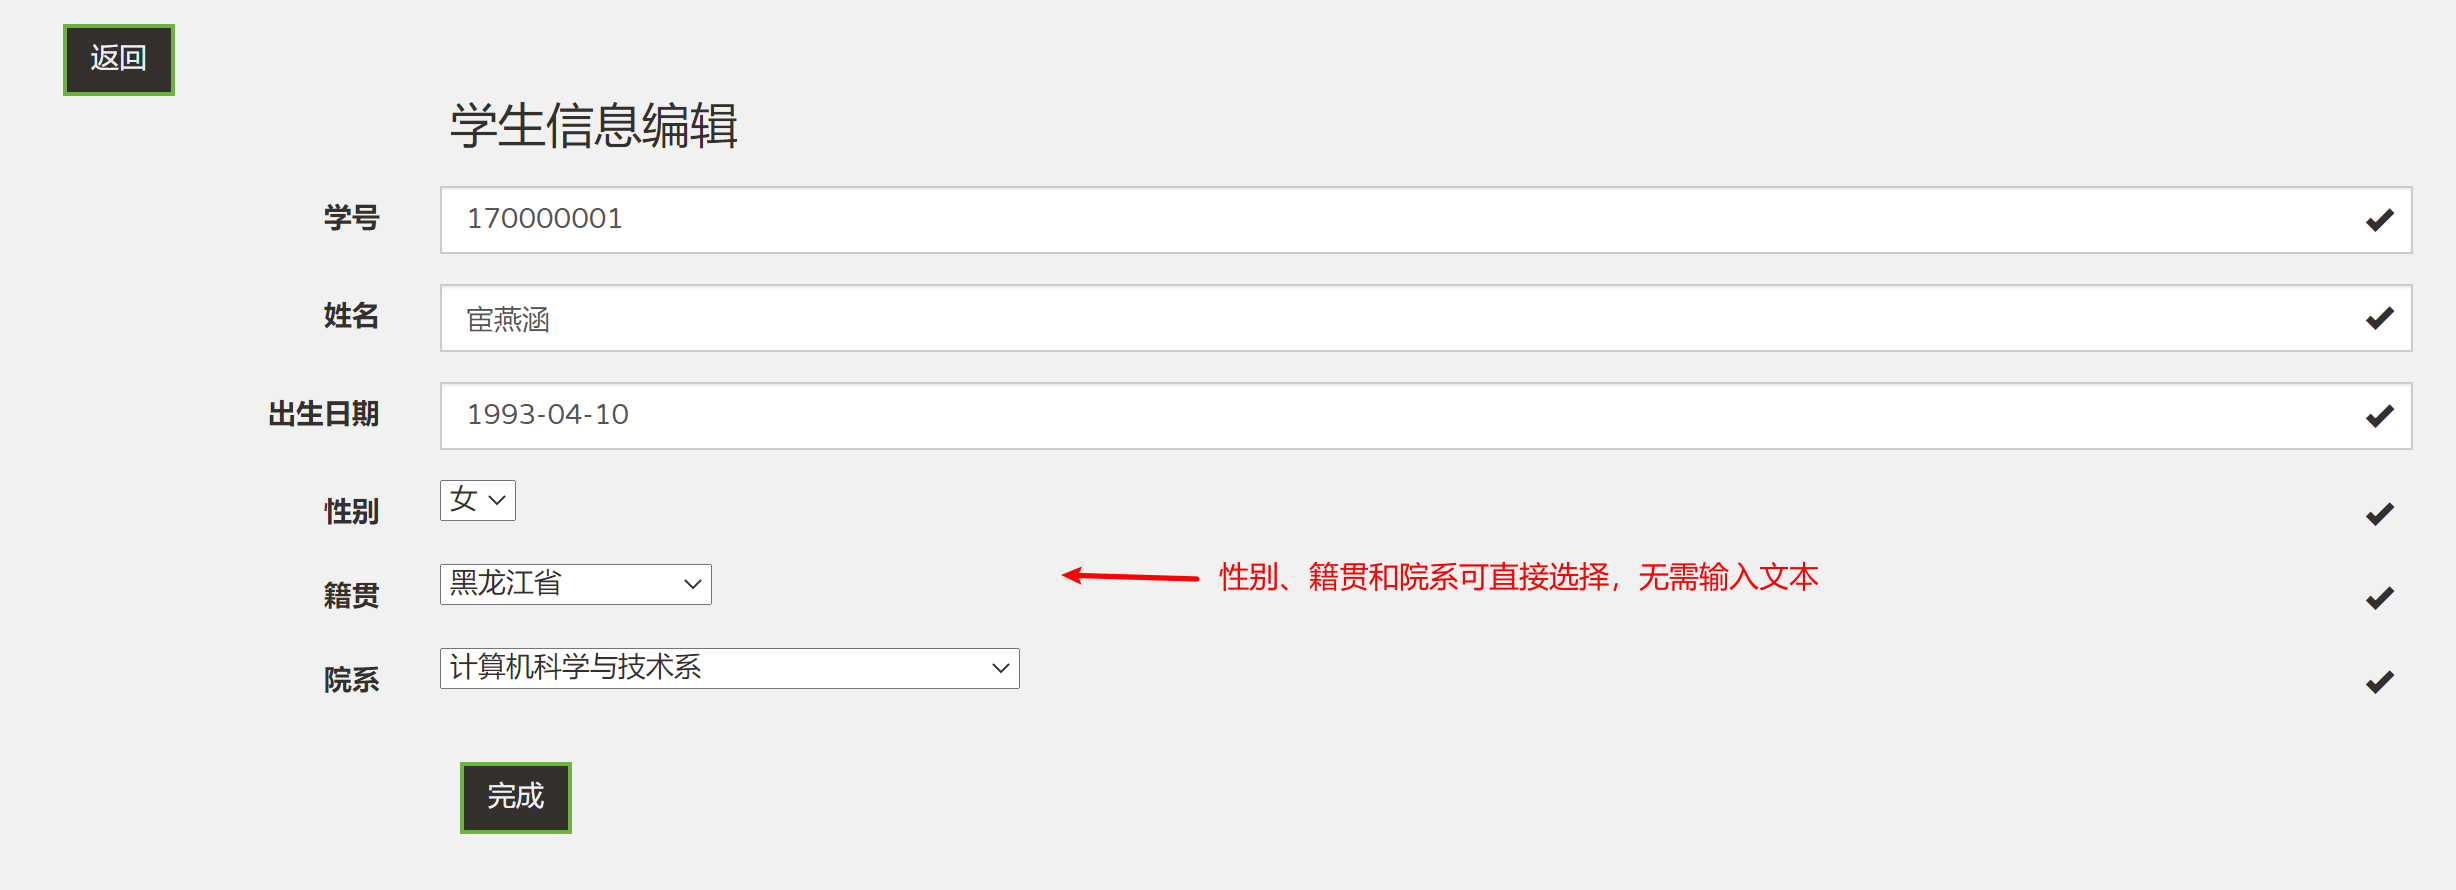 返回
学生信息编辑
学号 170000001
姓名 宦燕涵
出生日期 1993-04-10
性别 女
籍贯 黑龙江省
性别、籍贯和院系可直接选择，无需输入文本
院系 计算机科学与技术系
完成